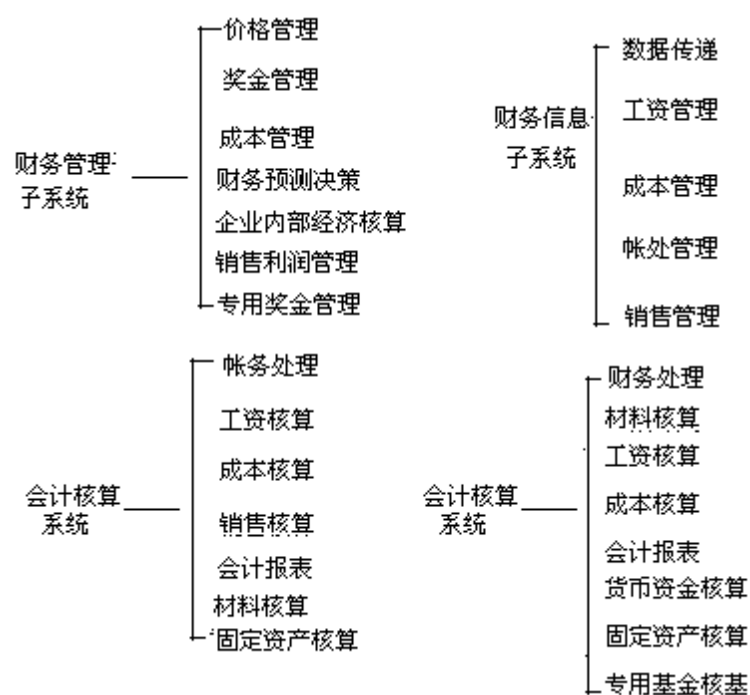 财务管理
子系统
价格管理
奖金管理
成本管理
财务预测决策
企业内部经济核算
销售利润管理
专用奖金管理
财务信息
子系统
数据传递
工资管理
成本管理
帐处管理
销售管理
会计核算
系统
帐务处理
工资核算
成本核算
销售核算
会计报表
材料核算
固定资产核算
会计核算
系统
财务处理
材料核算
工资核算
成本核算
会计报表
货币资金核算
固定资产核算
专用基金核基